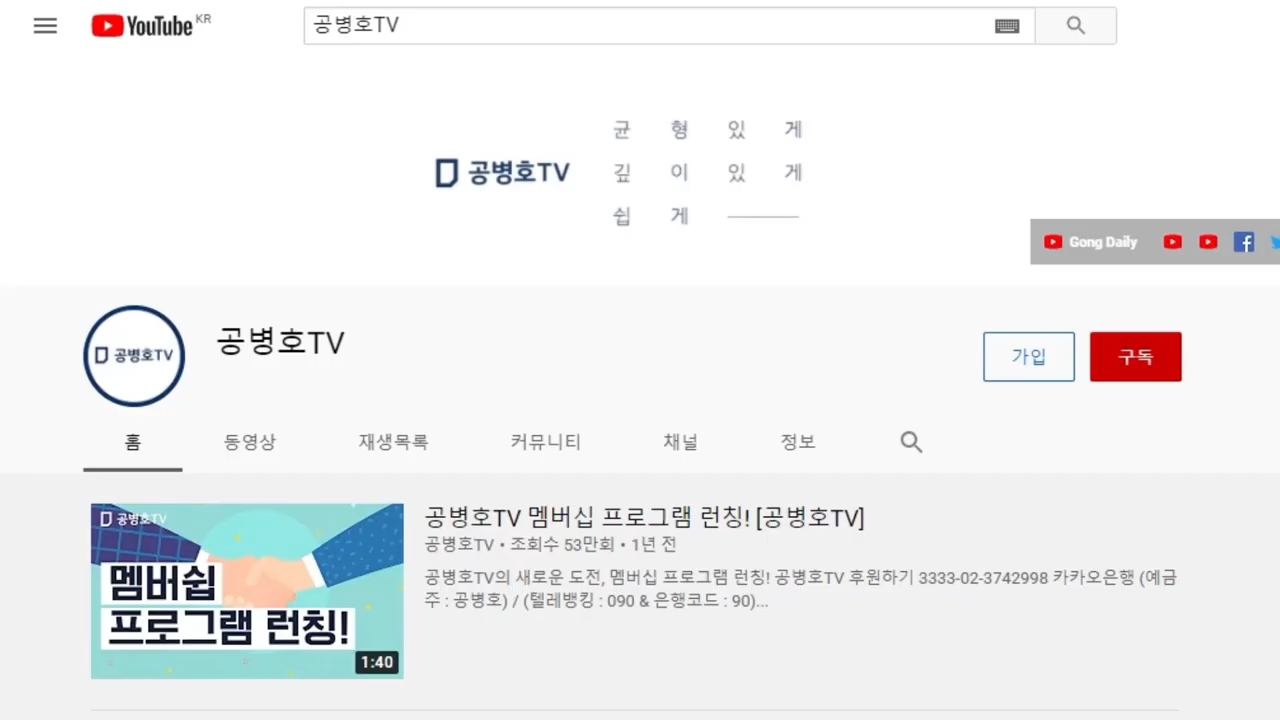 YouTube KR
공병호TV
균형있게
공병호TV
깊이있게
쉽게
Gong Daily
공병호TV
공병호TV
가입
구독
홈
동영상
재생목록
커뮤니티
채널
정보
공병호TV
멤버쉽
프로그램 런칭!
1:40
공병호TV 멤버십 프로그램 런칭! [공병호TV]
공병호TV • 조회수 53만회 • 1년 전
공병호TV의 새로운 도전, 멤버십 프로그램 런칭! 공병호TV 후원하기 3333-02-3742998 카카오은행 (예금
주 : 공병호) / (텔레뱅킹 : 090 & 은행코드 : 90)...